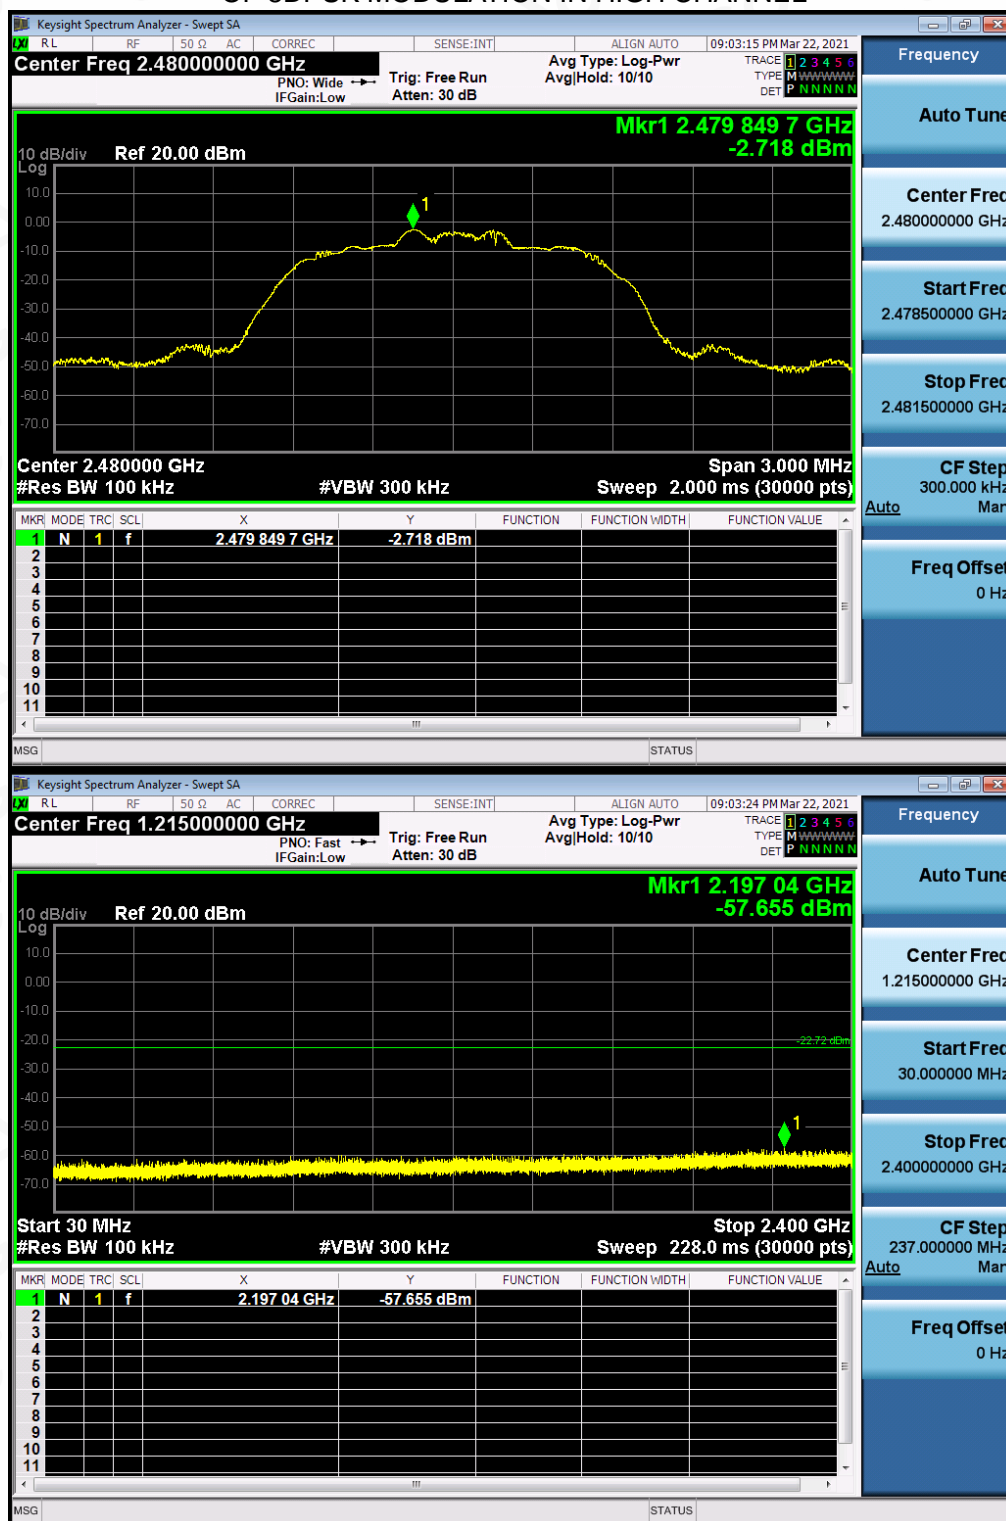 OF 8DPSK MODULATION IN HIGH CHANNEL
Keysight Spectrum Analyzer - Swept SA
LXI RL RF 50 Ω AC CORREC SENSE:INT ALIGN AUTO 09:03:15 PM Mar 22, 2021
Center Freq 2.480000000 GHz
PNO: Wide
IFGain:Low
Trig: Free Run
Atten: 30 dB
Avg Type: Log-Pwr
Avg|Hold: 10/10
TRACE 1 2 3 4 5 6
TYPE M WWWWW
DET P N N N N N
Frequency
Auto Tune
Center Freq
2.480000000 GHz
Start Freq
2.478500000 GHz
Stop Freq
2.481500000 GHz
CF Step
300.000 kHz
Auto Man
Freq Offset
0 Hz
Mkr1 2.479 849 7 GHz
-2.718 dBm
10 dB/div Ref 20.00 dBm
Log
10.0
0.00
-10.0
-20.0
-30.0
-40.0
-50.0
-60.0
-70.0
1
Center 2.480000 GHz Span 3.000 MHz
#Res BW 100 kHz #VBW 300 kHz Sweep 2.000 ms (30000 pts)
MKR MODE TRC SCL X Y FUNCTION FUNCTION WIDTH FUNCTION VALUE
1 N 1 f 2.479 849 7 GHz -2.718 dBm
2
3
4
5
6
7
8
9
10
11
MSG STATUS
Keysight Spectrum Analyzer - Swept SA
LXI RL RF 50 Ω AC CORREC SENSE:INT ALIGN AUTO 09:03:24 PM Mar 22, 2021
Center Freq 1.215000000 GHz
PNO: Fast
IFGain:Low
Trig: Free Run
Atten: 30 dB
Avg Type: Log-Pwr
Avg|Hold: 10/10
TRACE 1 2 3 4 5 6
TYPE M WWWWW
DET P N N N N N
Frequency
Auto Tune
Center Freq
1.215000000 GHz
Start Freq
30.000000 MHz
Stop Freq
2.400000000 GHz
CF Step
237.000000 MHz
Auto Man
Freq Offset
0 Hz
Mkr1 2.197 04 GHz
-57.655 dBm
10 dB/div Ref 20.00 dBm
Log
10.0
0.00
-10.0
-20.0
-30.0
-40.0
-50.0
-60.0
-70.0
-22.72 dBm
1
Start 30 MHz Stop 2.400 GHz
#Res BW 100 kHz #VBW 300 kHz Sweep 228.0 ms (30000 pts)
MKR MODE TRC SCL X Y FUNCTION FUNCTION WIDTH FUNCTION VALUE
1 N 1 f 2.197 04 GHz -57.655 dBm
2
3
4
5
6
7
8
9
10
11
MSG STATUS